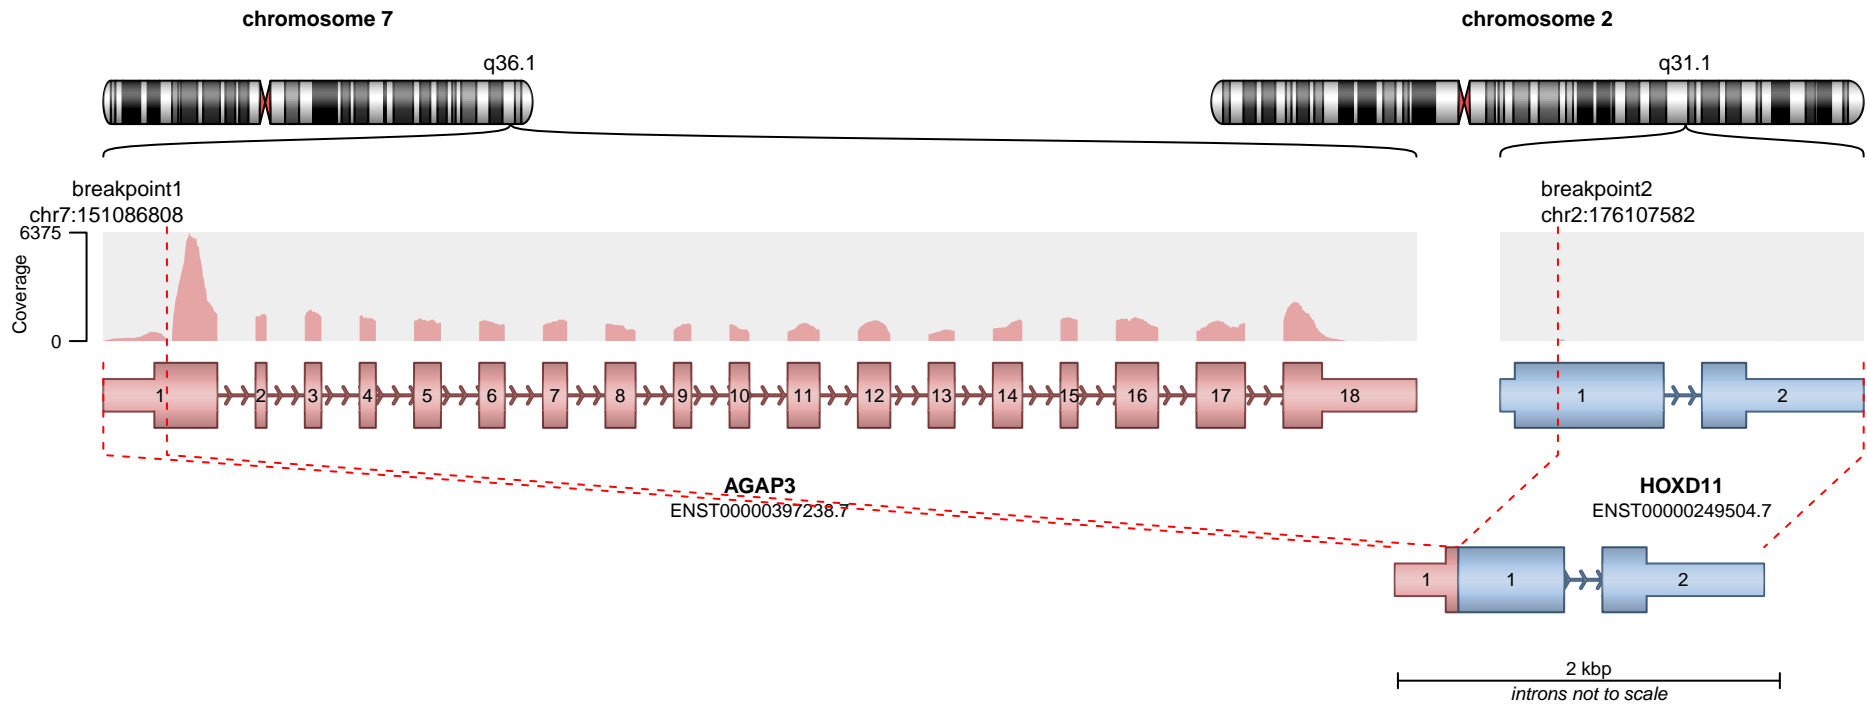 chromosome 7
chromosome 2
q36.1
q31.1
breakpoint1
chr7:151086808
breakpoint2
chr2:176107582
6375
Coverage
0
1 2 3 4 5 6 7 8 9 10 11 12 13 14 15 16 17 18
1 2
AGAP3
ENST00000397238.7
HOXD11
ENST00000249504.7
1 1 2
2 kbp
introns not to scale